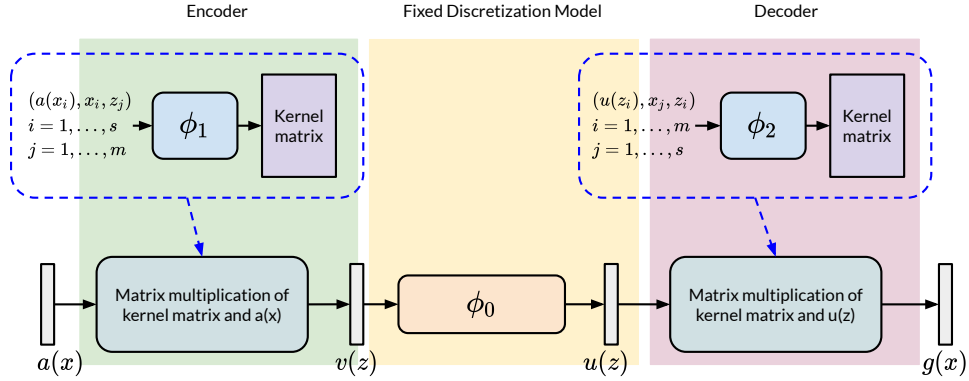 Encoder
Fixed Discretization Model
Decoder
(a(x_i), x_i, z_j)
i = 1, ..., s
j = 1, ..., m
ϕ_1
Kernel
matrix
(u(z_i), x_j, z_i)
i = 1, ..., m
j = 1, ..., s
ϕ_2
Kernel
matrix
Matrix multiplication of
kernel matrix and a(x)
ϕ_0
Matrix multiplication of
kernel matrix and u(z)
a(x)
v(z)
u(z)
g(x)